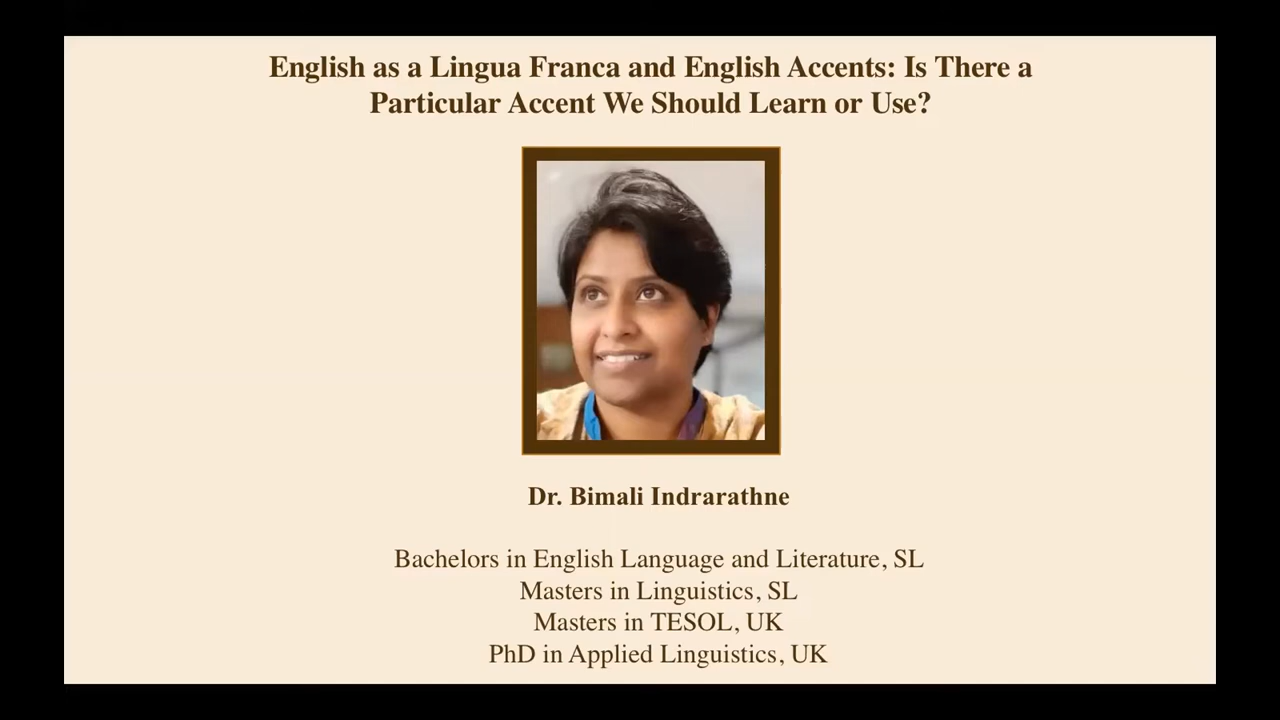 English as a Lingua Franca and English Accents: Is There a
Particular Accent We Should Learn or Use?
Dr. Bimali Indrarathne
Bachelors in English Language and Literature, SL
Masters in Linguistics, SL
Masters in TESOL, UK
PhD in Applied Linguistics, UK